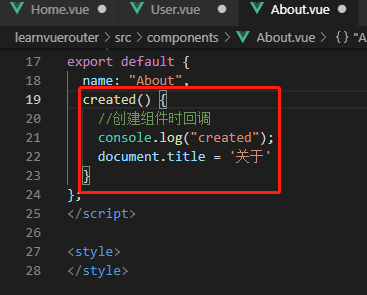 Home.vue User.vue About.vue
learnvuerouter > src > components > About.vue > {} "A
17 export default {
18 name: "About",
19 created() {
20 //创建组件时回调
21 console.log("created");
22 document.title = '关于'
23 }
24 };
25 </script>
26
27 <style>
28 </style>